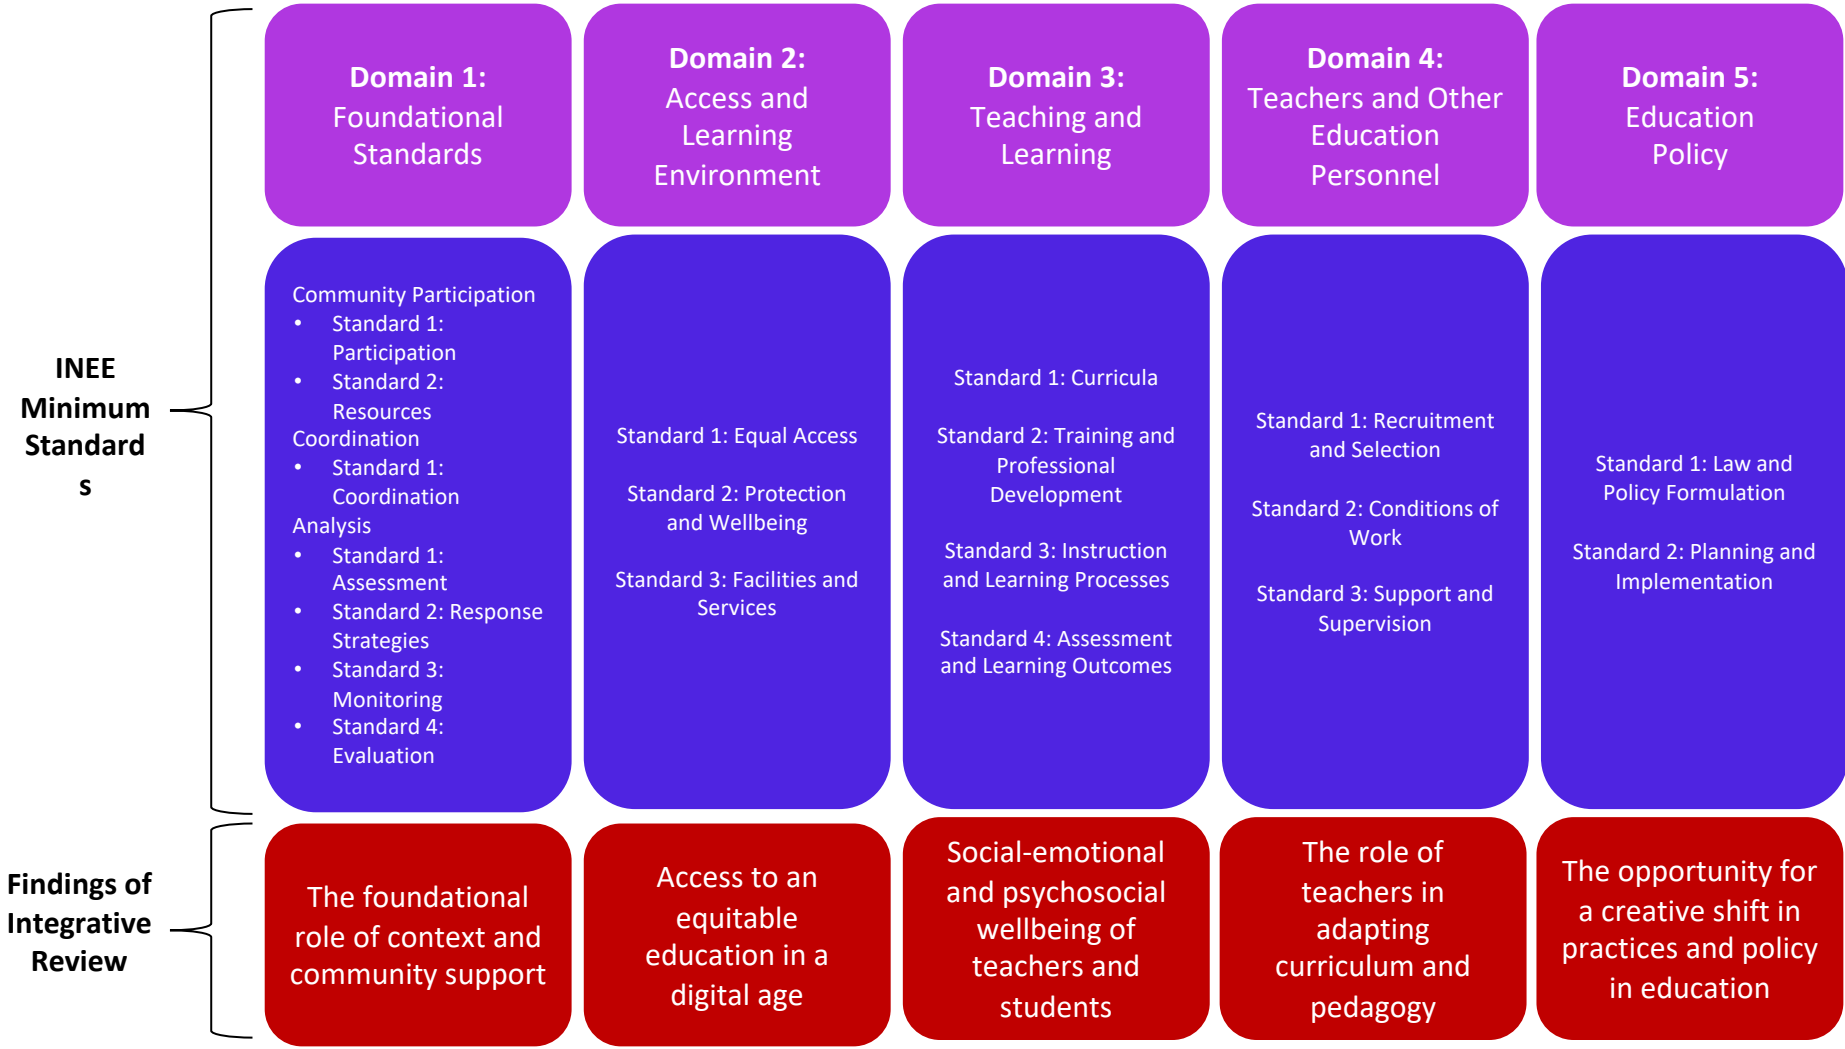 Domain 1:
Foundational
Standards
Domain 2:
Access and
Learning
Environment
Domain 3:
Teaching and
Learning
Domain 4:
Teachers and Other
Education
Personnel
Domain 5:
Education
Policy
INEE
Minimum
Standard
s
Community Participation
• Standard 1:
Participation
• Standard 2:
Resources
Coordination
• Standard 1:
Coordination
Analysis
• Standard 1:
Assessment
• Standard 2: Response
Strategies
• Standard 3:
Monitoring
• Standard 4:
Evaluation
Standard 1: Equal Access
Standard 2: Protection
and Wellbeing
Standard 3: Facilities and
Services
Standard 1: Curricula
Standard 2: Training and
Professional
Development
Standard 3: Instruction
and Learning Processes
Standard 4: Assessment
and Learning Outcomes
Standard 1: Recruitment
and Selection
Standard 2: Conditions of
Work
Standard 3: Support and
Supervision
Standard 1: Law and
Policy Formulation
Standard 2: Planning and
Implementation
Findings of
Integrative
Review
The foundational
role of context and
community support
Access to an
equitable
education in a
digital age
Social-emotional
and psychosocial
wellbeing of
teachers and
students
The role of
teachers in
adapting
curriculum and
pedagogy
The opportunity for
a creative shift in
practices and policy
in education